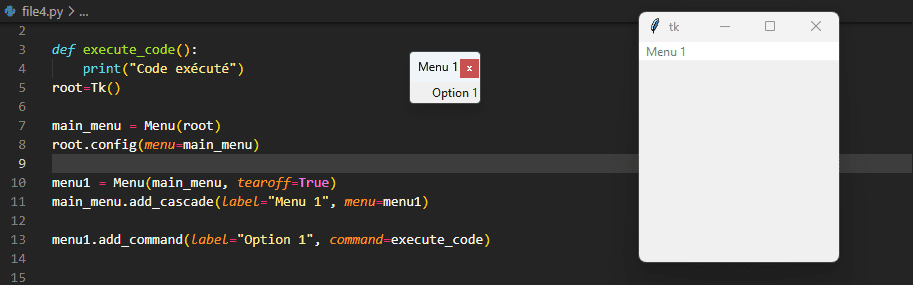 file4.py > ...
2
3 def execute_code():
4     print("Code exécuté")
5 root=Tk()
6
7 main_menu = Menu(root)
8 root.config(menu=main_menu)
9
10 menu1 = Menu(main_menu, tearoff=True)
11 main_menu.add_cascade(label="Menu 1", menu=menu1)
12
13 menu1.add_command(label="Option 1", command=execute_code)
14
15
Menu 1 x
Option 1
tk
Menu 1